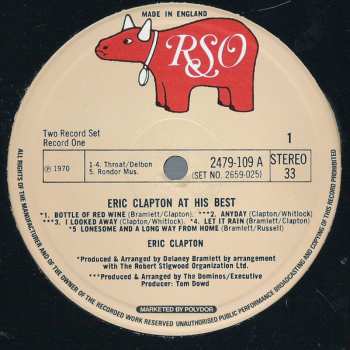 MADE IN ENGLAND
RSO
Two Record Set
Record One
1
℗ 1970
1-4. Throat/Delbon
5. Rondor Mus.
2479-109 A
(SET NO. 2659-025)
STEREO
33
ERIC CLAPTON AT HIS BEST
*1. BOTTLE OF RED WINE (Bramlett/Clapton). ***2. ANYDAY (Clapton/Whitlock)
***3. I LOOKED AWAY (Clapton/Whitlock) *4. LET IT RAIN (Bramlett/Clapton)
*5 LONESOME AND A LONG WAY FROM HOME (Bramlett/Russell)
ERIC CLAPTON
*Produced & Arranged by Delaney Bramlett by arrangement
with The Robert Stigwood Organization Ltd.
***Produced & Arranged by The Dominos/Executive
Producer: Tom Dowd
MARKETED BY POLYDOR
ALL RIGHTS OF THE MANUFACTURER AND OF THE OWNER OF THE RECORDED WORK RESERVED UNAUTHORISED PUBLIC PERFORMANCE BROADCASTING AND COPYING OF THIS RECORD PROHIBITED